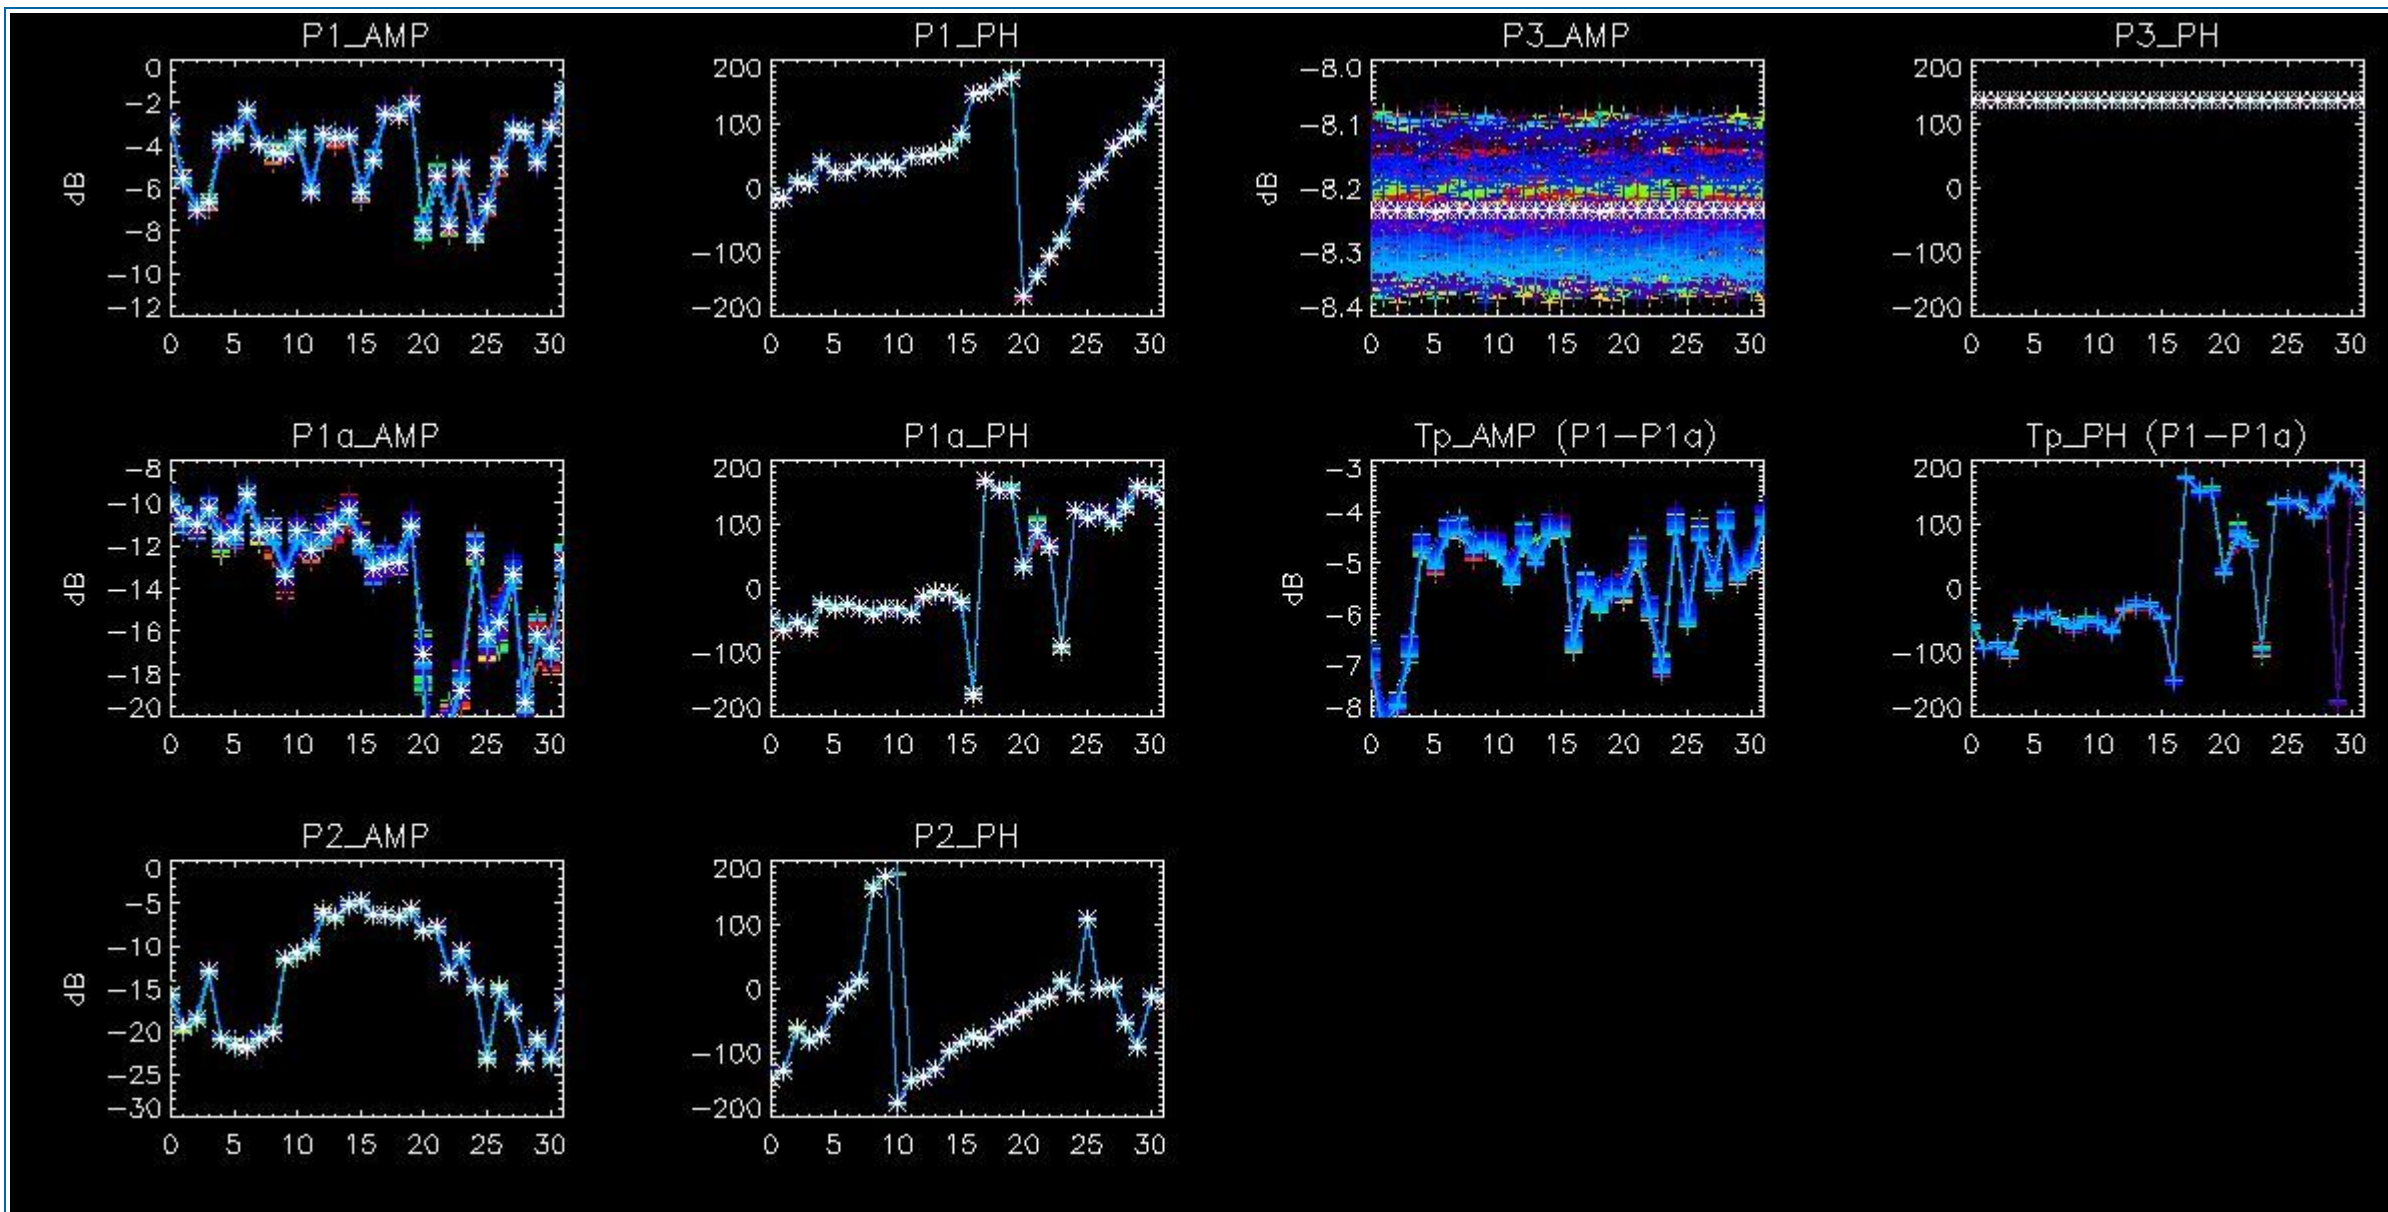 P1_AMP
0
−2
−4
−6
−8
−10
−12
dB
0 5 10 15 20 25 30
P1_PH
200
100
0
−100
−200
0 5 10 15 20 25 30
P3_AMP
−8.0
−8.1
−8.2
−8.3
−8.4
dB
0 5 10 15 20 25 30
P3_PH
200
100
0
−100
−200
0 5 10 15 20 25 30
P1a_AMP
−8
−10
−12
−14
−16
−18
−20
dB
0 5 10 15 20 25 30
P1a_PH
200
100
0
−100
−200
0 5 10 15 20 25 30
Tp_AMP (P1−P1a)
−3
−4
−5
−6
−7
−8
dB
0 5 10 15 20 25 30
Tp_PH (P1−P1a)
200
100
0
−100
−200
0 5 10 15 20 25 30
P2_AMP
0
−5
−10
−15
−20
−25
−30
dB
0 5 10 15 20 25 30
P2_PH
200
100
0
−100
−200
0 5 10 15 20 25 30